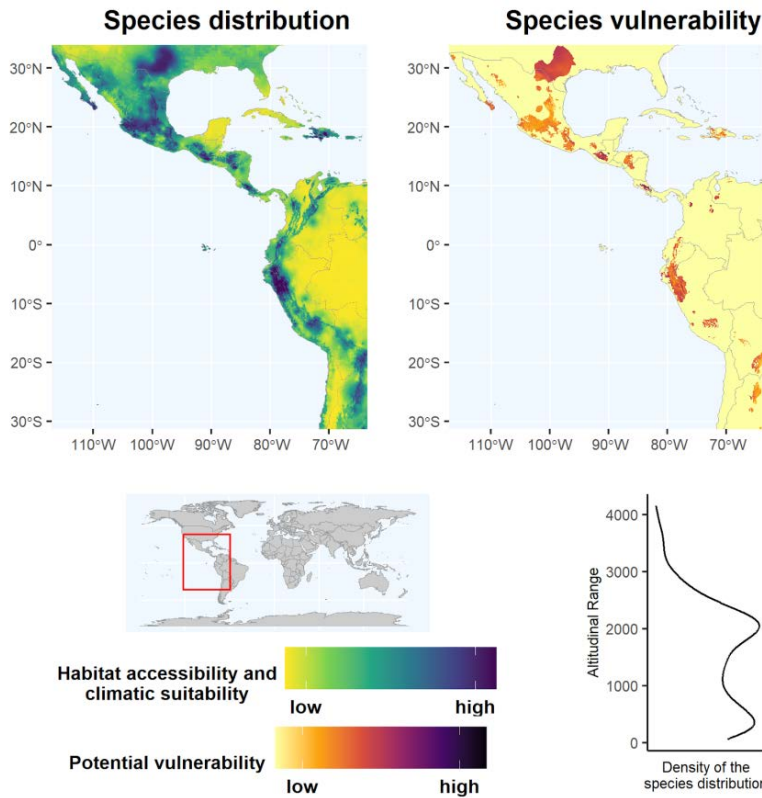 Species distribution
Species vulnerability
30°N
20°N
10°N
0°
10°S
20°S
30°S
110°W 100°W 90°W 80°W 70°W
30°N
20°N
10°N
0°
10°S
20°S
30°S
110°W 100°W 90°W 80°W 70°W
Habitat accessibility and
climatic suitability
low high
Potential vulnerability
low high
Altitudinal Range
4000
3000
2000
1000
0
Density of the
species distribution